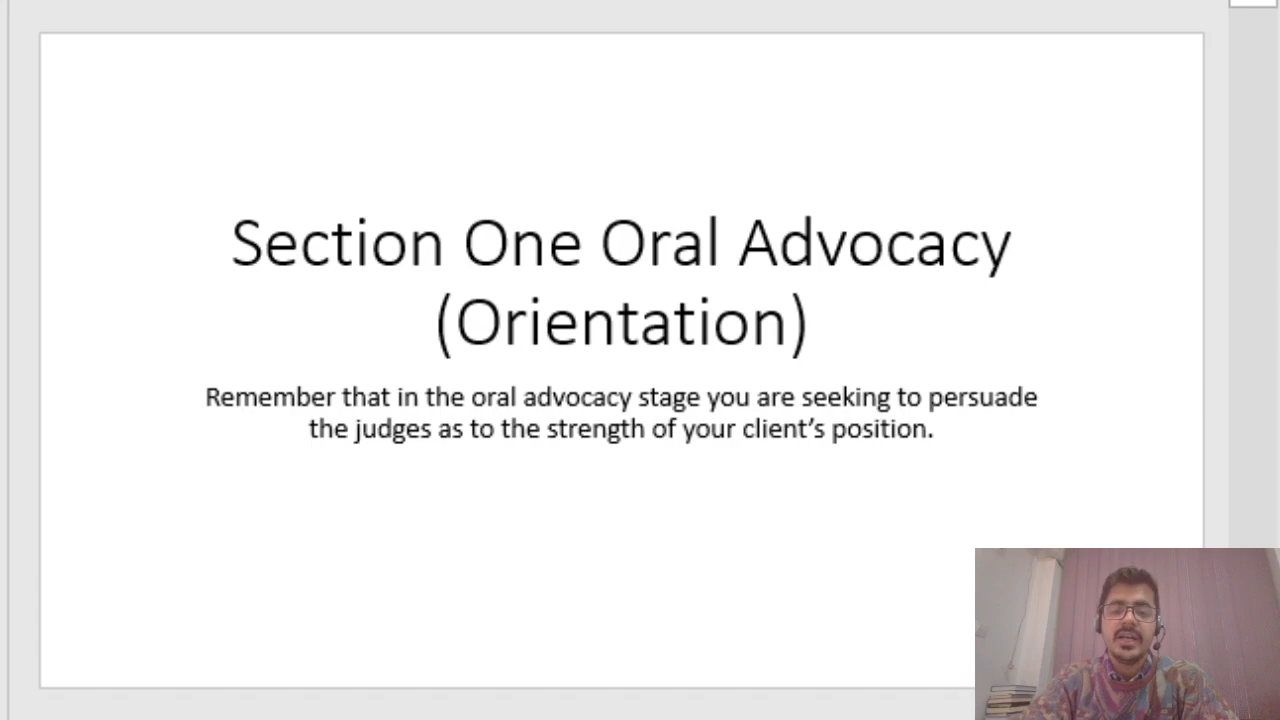 Section One Oral Advocacy
(Orientation)
Remember that in the oral advocacy stage you are seeking to persuade
the judges as to the strength of your client’s position.